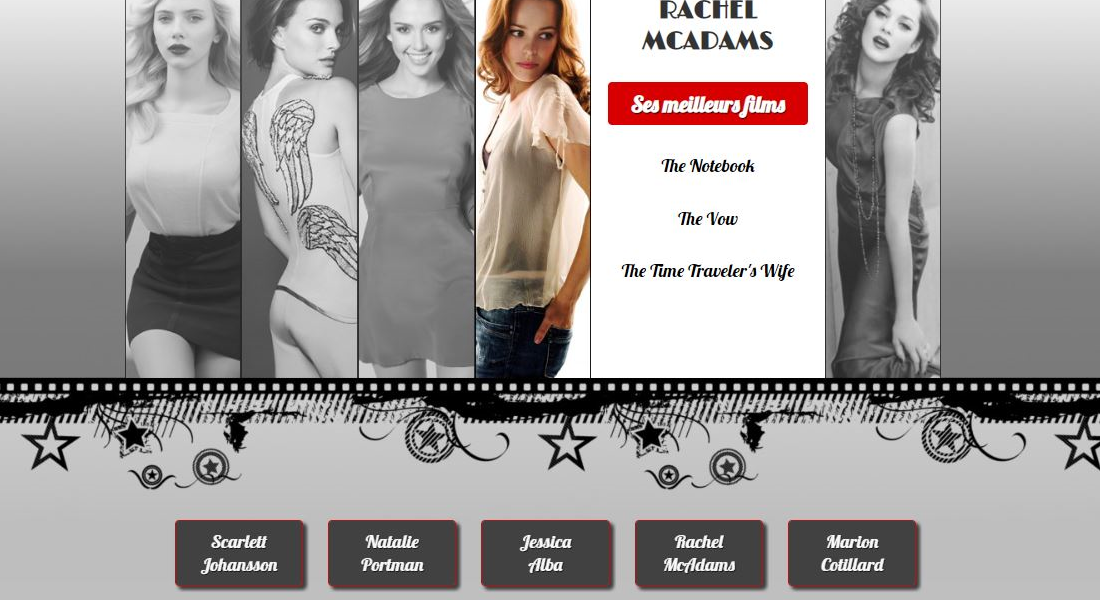 RACHEL
MCADAMS
Ses meilleurs films
The Notebook
The Vow
The Time Traveler's Wife
Scarlett
Johansson
Natalie
Portman
Jessica
Alba
Rachel
McAdams
Marion
Cotillard